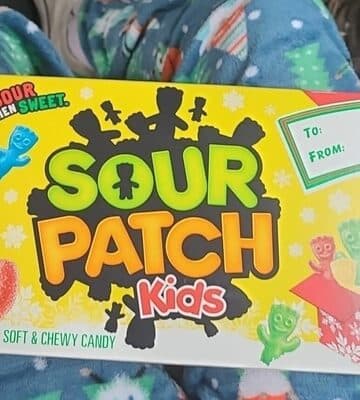 SOUR
SWEET.
TO:
FROM:
SOUR
PATCH
Kids
SOFT & CHEWY CANDY